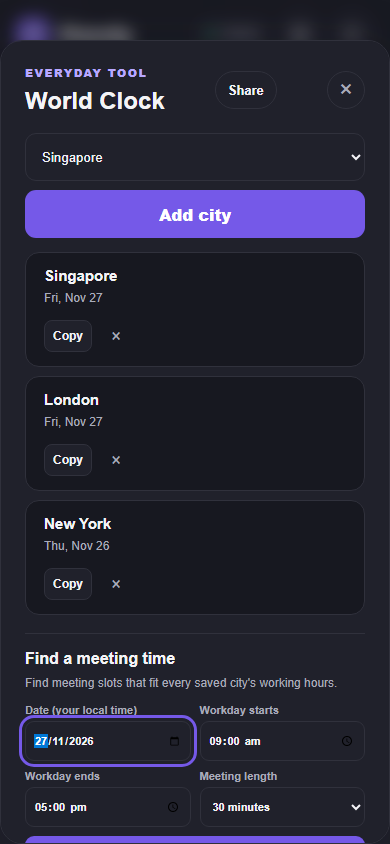 EVERYDAY TOOL
World Clock
Share
×
Singapore
Add city
Singapore
Fri, Nov 27
Copy ×
London
Fri, Nov 27
Copy ×
New York
Thu, Nov 26
Copy ×
Find a meeting time
Find meeting slots that fit every saved city's working hours.
Date (your local time) Workday starts
27/11/2026 09:00 am
Workday ends Meeting length
05:00 pm 30 minutes